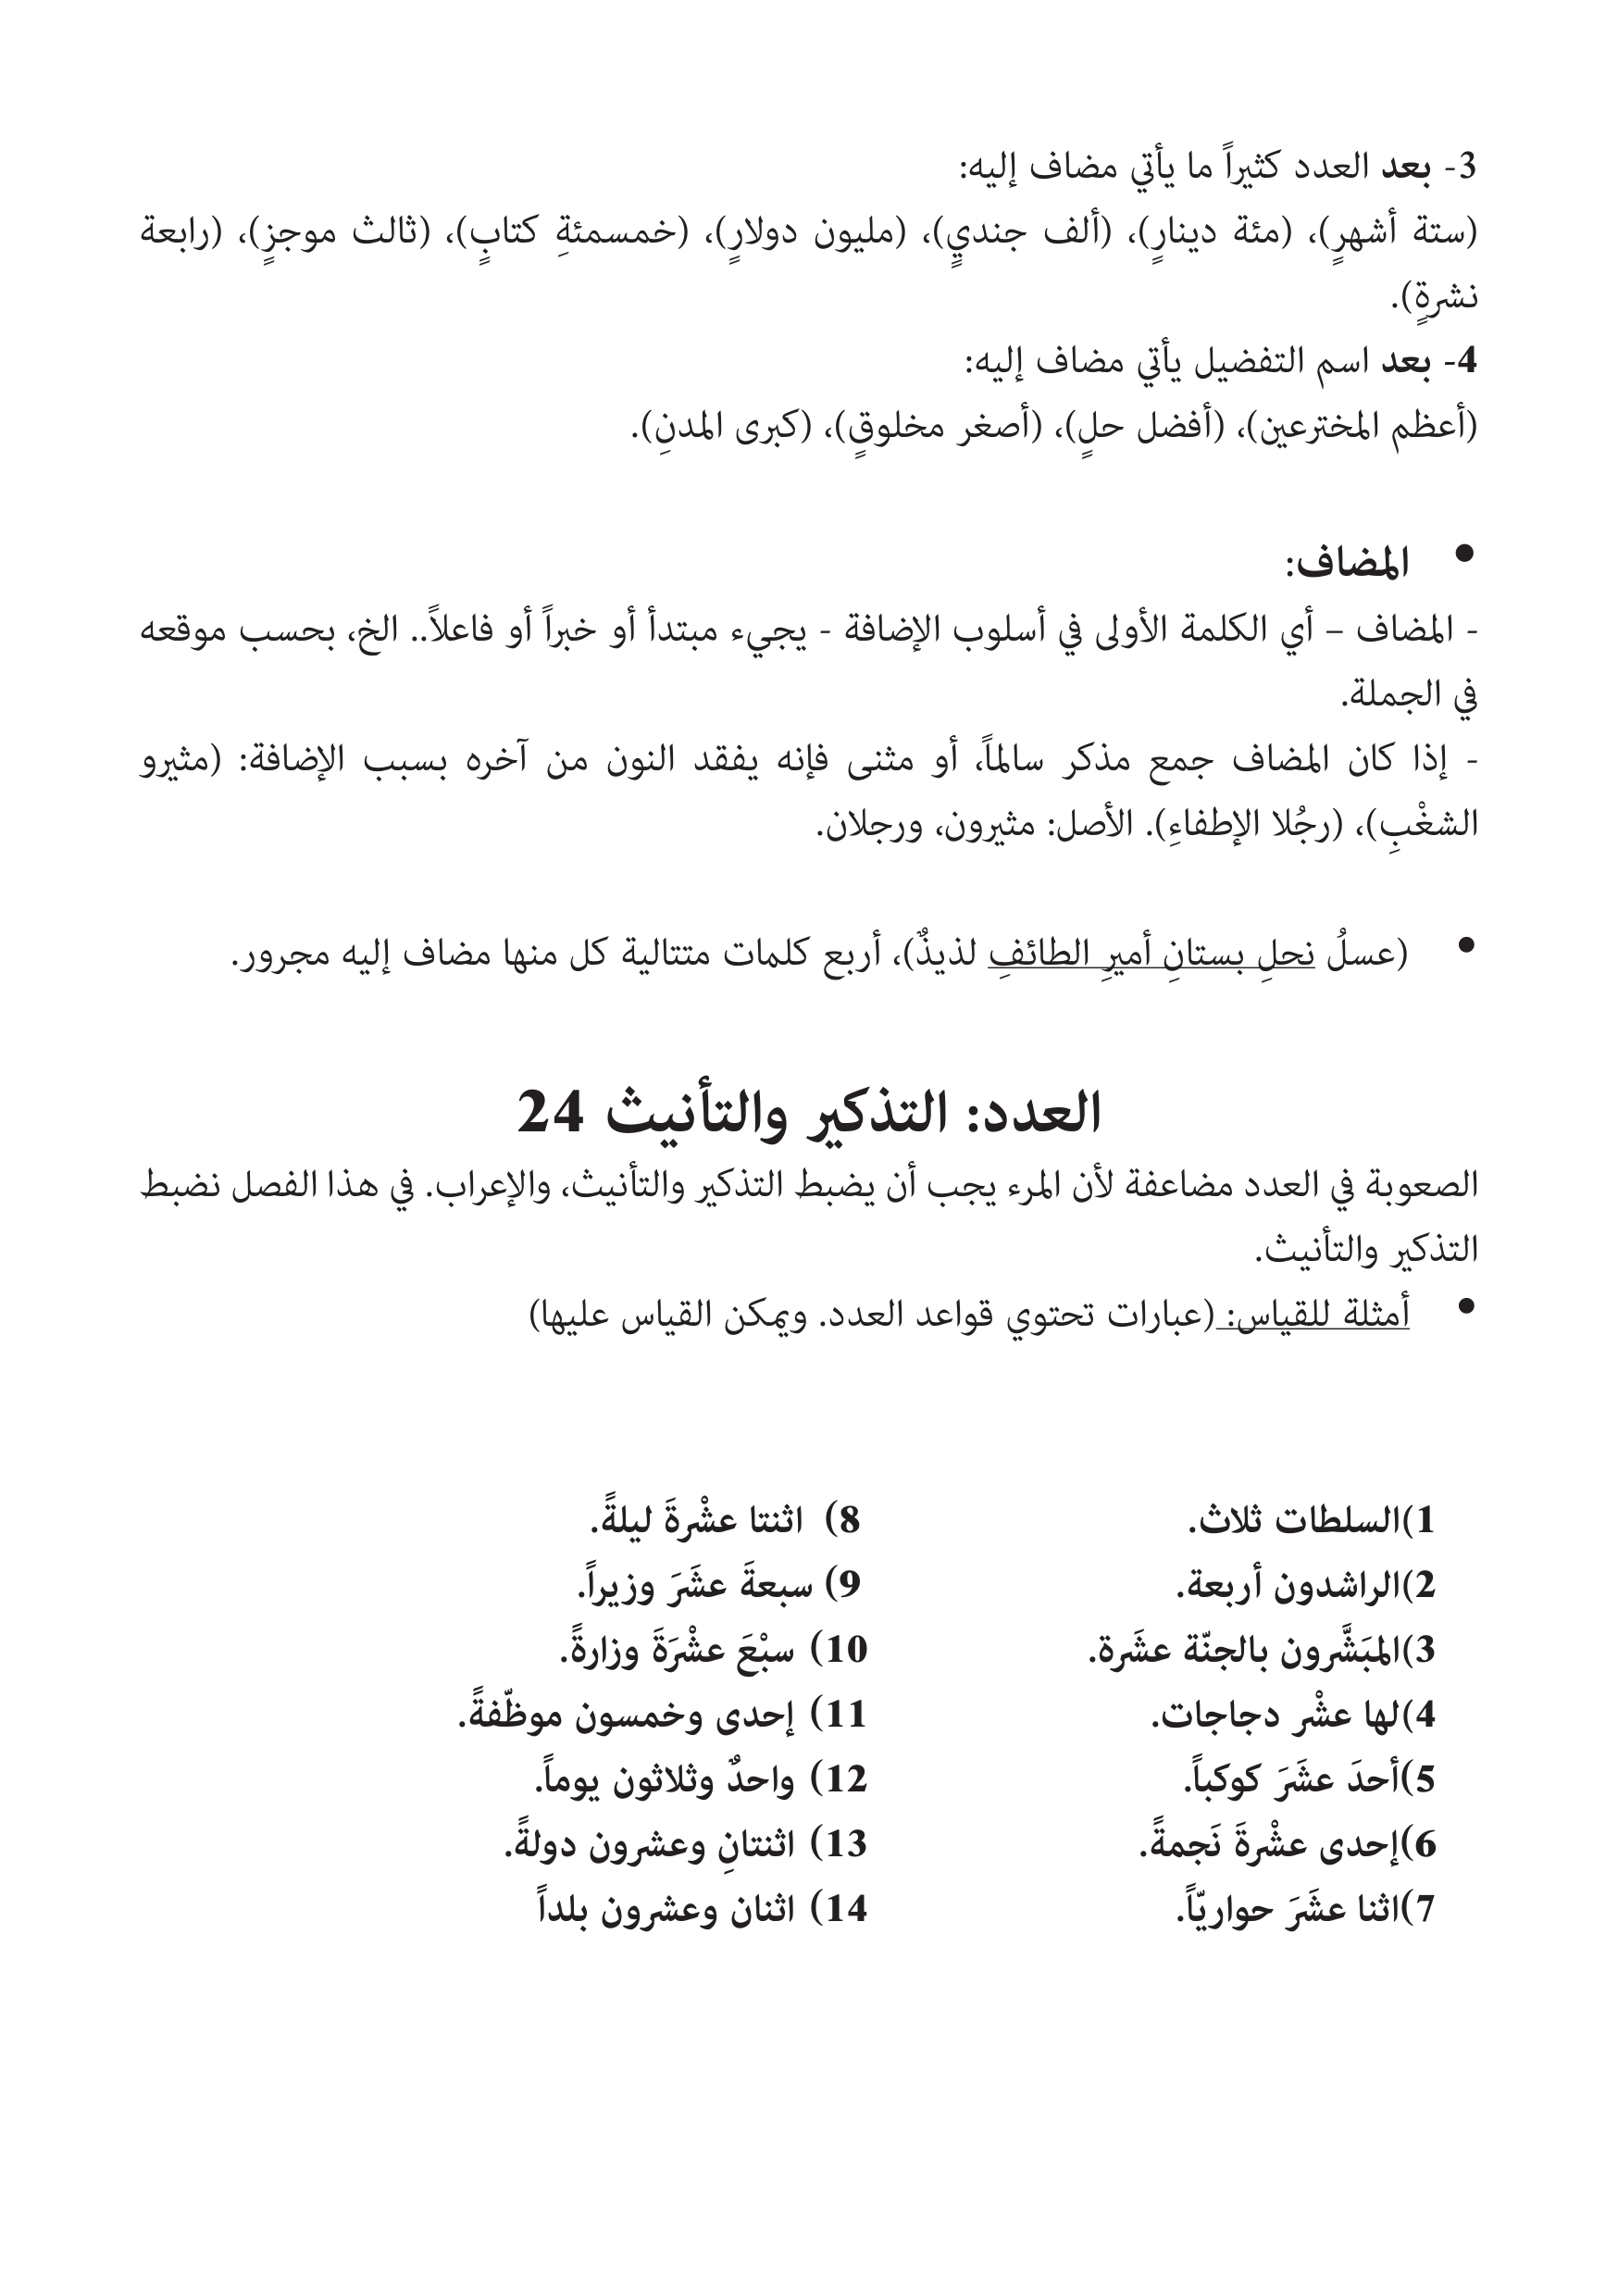 3- بعد العدد كثيراً ما يأتي مضاف إليه:
(ستة أشهرٍ)، (مئة دينارٍ)، (ألف جنديٍ)، (مليون دولارٍ)، (خمسمئةِ كتابٍ)، (ثالث موجزٍ)، (رابعة
نشرةٍ).
4- بعد اسم التفضيل يأتي مضاف إليه:
(أعظم المخترعين)، (أفضل حلٍ)، (أصغر مخلوقٍ)، (كبرى المدنِ).
• المضاف:
- المضاف – أي الكلمة الأولى في أسلوب الإضافة - يجيء مبتدأ أو خبراً أو فاعلاً.. الخ، بحسب موقعه
في الجملة.
- إذا كان المضاف جمع مذكر سالماً، أو مثنى فإنه يفقد النون من آخره بسبب الإضافة: (مثيرو
الشغْبِ)، (رجُلا الإطفاءِ). الأصل: مثيرون، ورجلان.
• (عسلُ نحلِ بستانِ أميرِ الطائفِ لذيذٌ)، أربع كلمات متتالية كل منها مضاف إليه مجرور.
العدد: التذكير والتأنيث 24
الصعوبة في العدد مضاعفة لأن المرء يجب أن يضبط التذكير والتأنيث، والإعراب. في هذا الفصل نضبط
التذكير والتأنيث.
• أمثلة للقياس: (عبارات تحتوي قواعد العدد. ويمكن القياس عليها)
1)السلطات ثلاث.
2)الراشدون أربعة.
3)المبَشَّرون بالجنّة عشَرة.
4)لها عشْر دجاجات.
5)أحدَ عشَرَ كوكباً.
6)إحدى عشْرةَ نَجمةً.
7)اثنا عشَرَ حواريّاً.
8) اثنتا عشْرةَ ليلةً.
9) سبعةَ عشَرَ وزيراً.
10) سبْعَ عشْرَةَ وزارةً.
11) إحدى وخمسون موظّفةً.
12) واحدٌ وثلاثون يوماً.
13) اثنتانِ وعشرون دولةً.
14) اثنان وعشرون بلداً